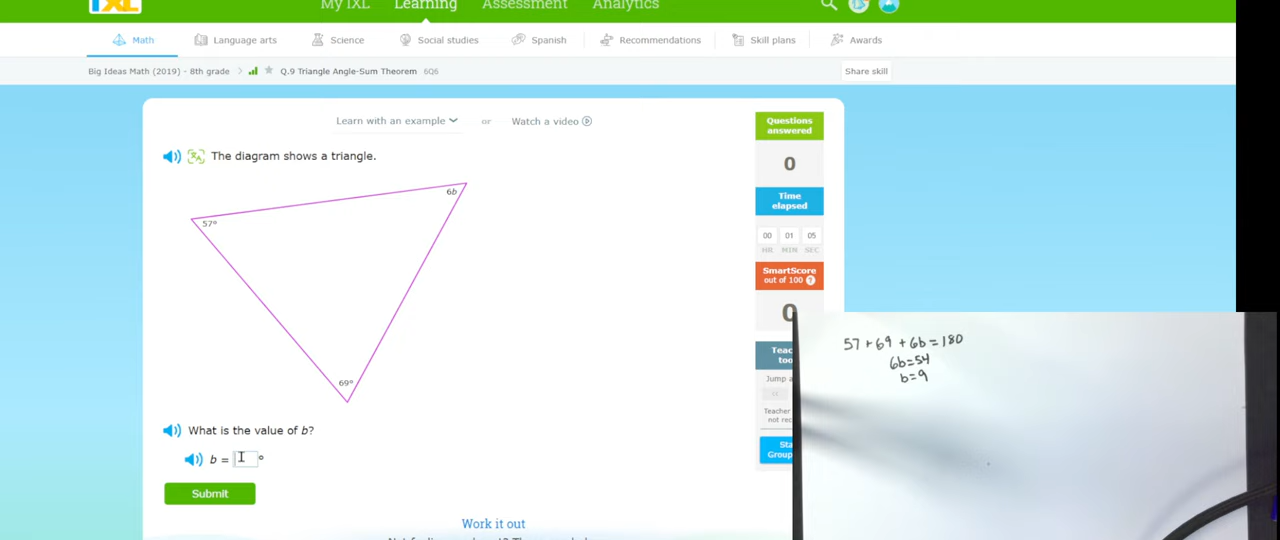 IXL
My IXL Learning Assessment Analytics
Math Language arts Science Social studies Spanish Recommendations Skill plans Awards
Big Ideas Math (2019) - 8th grade > Q.9 Triangle Angle-Sum Theorem 6Q6 Share skill
Learn with an example or Watch a video
Questions answered
0
Time elapsed
00 01 05
HR MIN SEC
SmartScore out of 100 ?
0
The diagram shows a triangle.
6b
57°
69°
What is the value of b?
b = °
Submit
Work it out
Jump
Teacher
57 + 69 + 6b = 180
6b = 54
b = 9